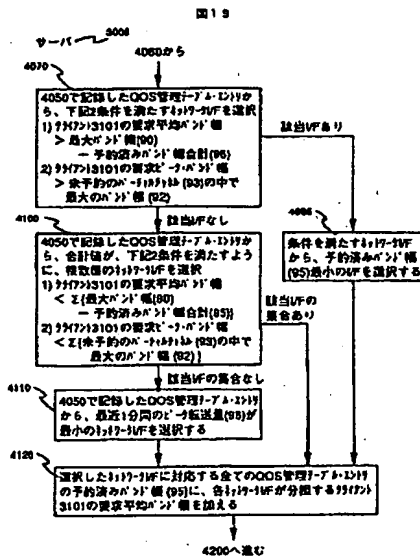 図19
サーバ 3008
4060から
4070
4050で記録したQOS管理テーブル・エントリか
ら、下記2条件を満たすネットワークI/Fを選択
1) クライアント3101の要求平均バンド幅
> 最大バンド幅(90)
ー 予約済みバンド幅合計(96)
2) クライアント3101の要求ピーク・バンド幅
> 未予約のバーチャルチャネル(93)の中で
最大のバンド幅(92)
該当I/Fあり
該当I/Fなし
条件を満たすネットワークI/F
から、予約済みバンド幅
(95)最小のI/Fを選択する
4100
4050で記録したQOS管理テーブル・エントリ
から、合計値が、下記2条件を満たすよう
に、複数個のネットワークI/Fを選択
1) クライアント3101の要求平均バンド幅
< Σ{最大バンド幅(80)
ー 予約済みバンド幅合計(85)}
2) クライアント3101の要求ピーク・バンド幅
< Σ{未予約のバーチャルチャネル(93)の中で
最大のバンド幅(92)}
該当I/Fの
集合あり
該当I/Fの集合なし
4110
4050で記録したQOS管理テーブル・エントリ
から、最近1分間のピーク転送量(98)が
最小のネットワークI/Fを選択する
4120
選択したネットワークI/Fに対応する全てのQOS管理テーブル・エントリ
の予約済みバンド幅(95)に、各ネットワークI/Fが分担するクライアント
3101の要求平均バンド幅を加える
4200へ進む